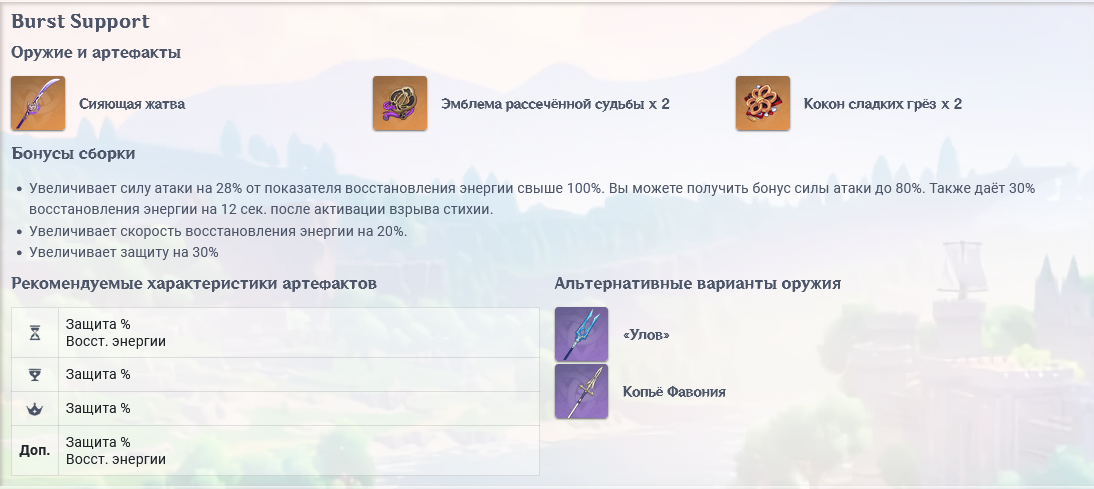 Burst Support
Оружие и артефакты
Сияющая жатва
Эмблема рассечённой судьбы x 2
Кокон сладких грёз x 2
Бонусы сборки
• Увеличивает силу атаки на 28% от показателя восстановления энергии свыше 100%. Вы можете получить бонус силы атаки до 80%. Также даёт 30%
восстановления энергии на 12 сек. после активации взрыва стихии.
• Увеличивает скорость восстановления энергии на 20%.
• Увеличивает защиту на 30%
Рекомендуемые характеристики артефактов
Защита %
Восст. энергии
Защита %
Защита %
Доп.
Защита %
Восст. энергии
Альтернативные варианты оружия
«Улов»
Копьё Фавония